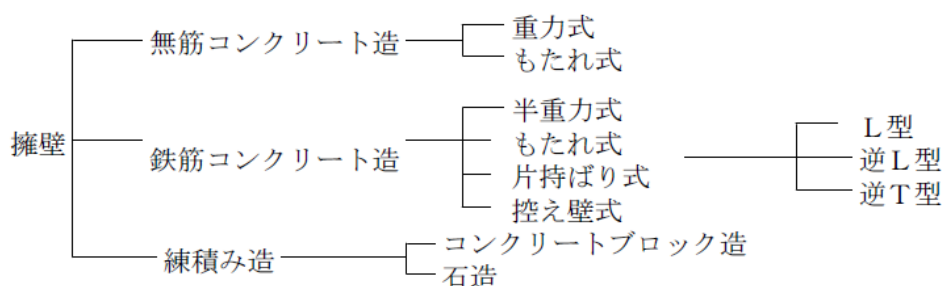 擁壁
無筋コンクリート造
重力式
もたれ式
鉄筋コンクリート造
半重力式
もたれ式
片持ばり式
控え壁式
L型
逆L型
逆T型
練積み造
コンクリートブロック造
石造